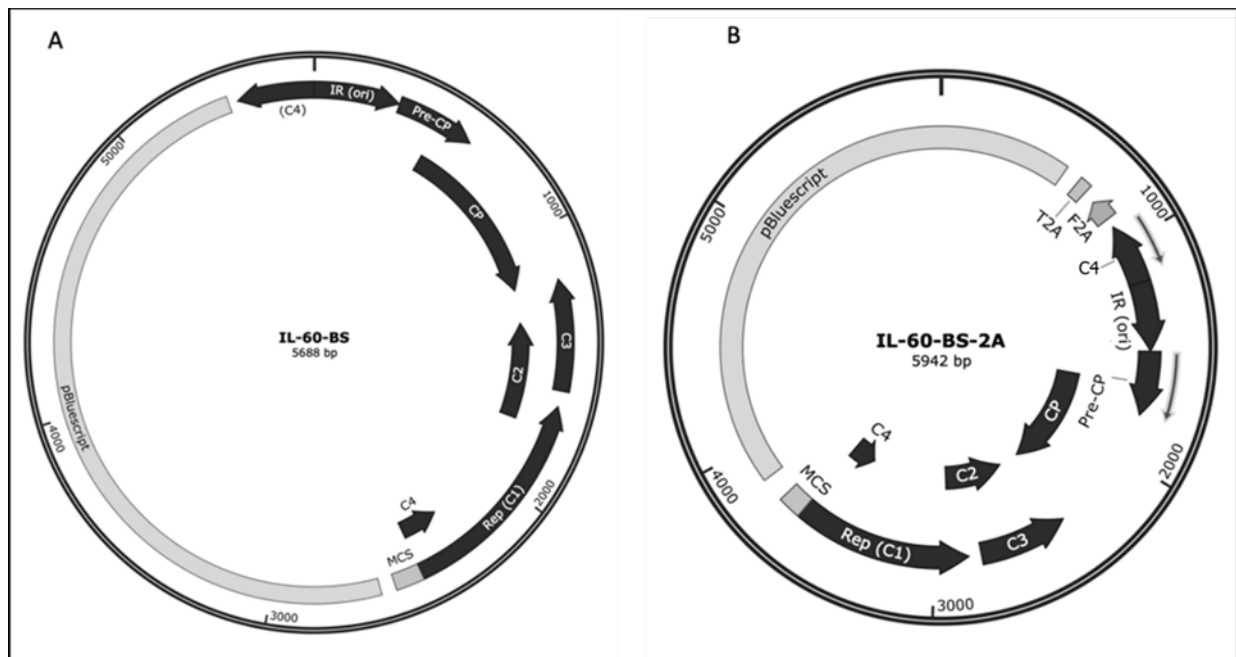 A
IR (ori)
(C4)
Pre-CP
5000
1000
CP
pBluescript
IL-60-BS
5688 bp
C3
C2
4000
C4
Rep (C1)
2000
MCS
3000
B
pBluescript
5000
T2A
F2A
1000
C4
IR (ori)
IL-60-BS-2A
5942 bp
Pre-CP
CP
C4
4000
MCS
C2
2000
Rep (C1)
C3
3000